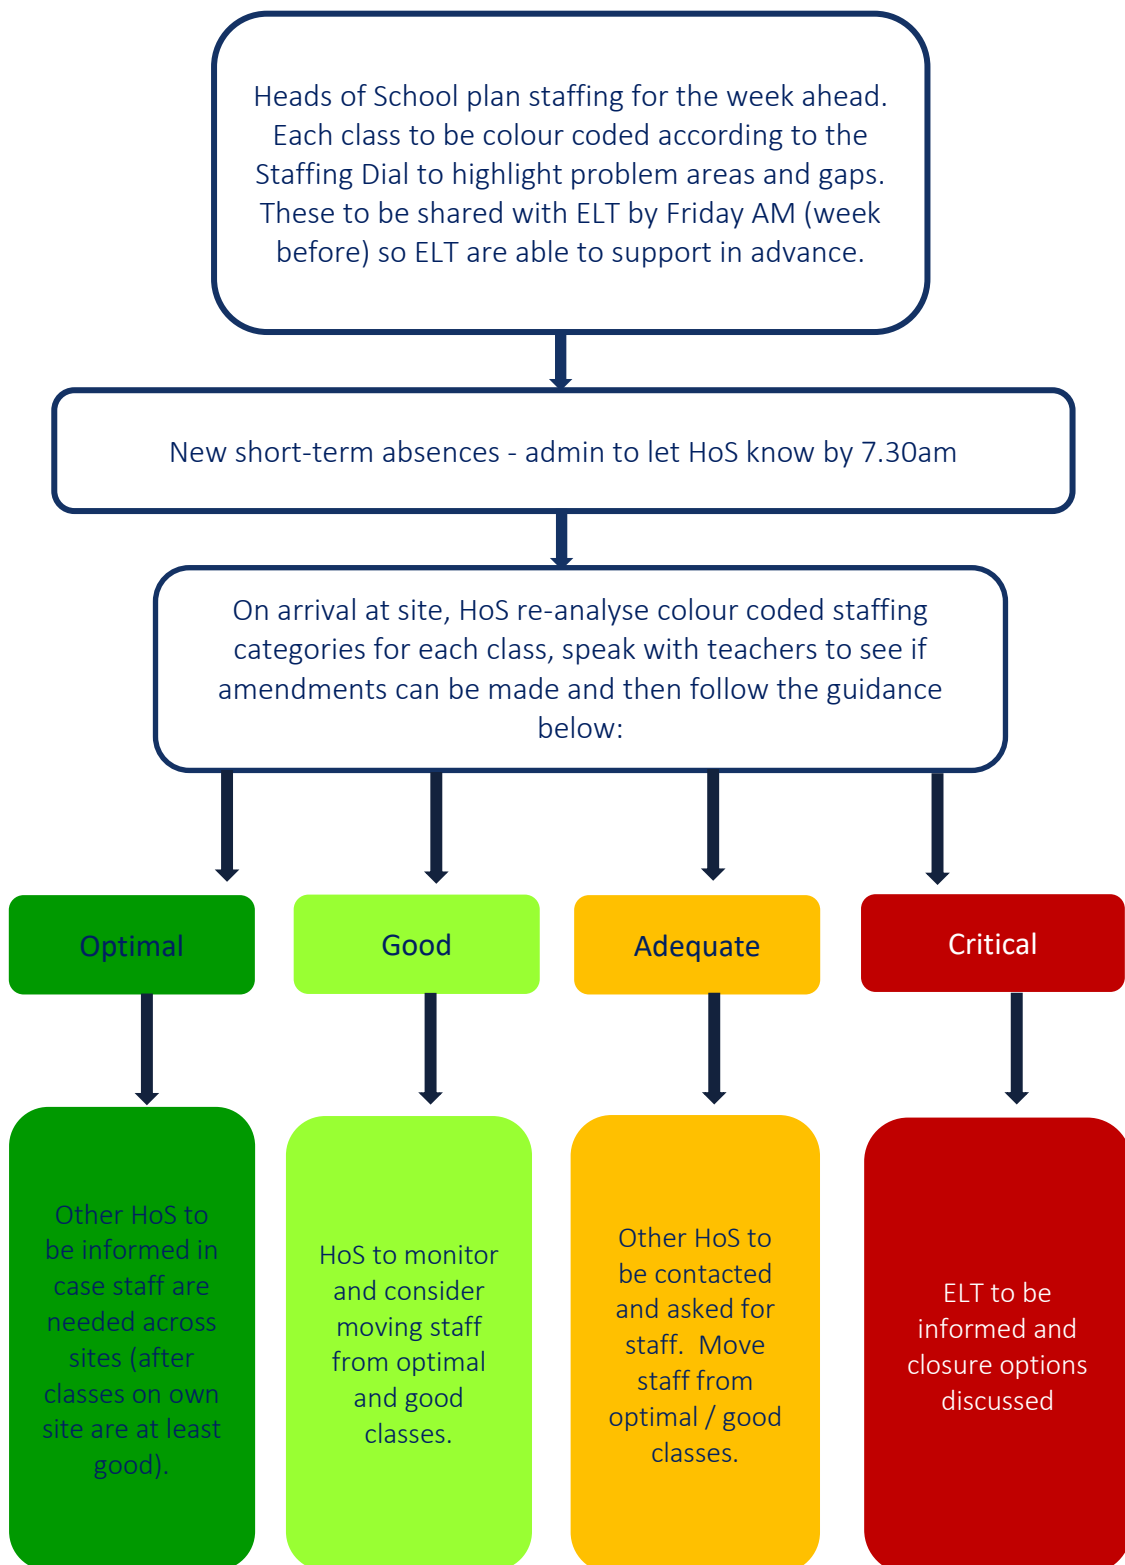 Heads of School plan staffing for the week ahead.
Each class to be colour coded according to the
Staffing Dial to highlight problem areas and gaps.
These to be shared with ELT by Friday AM (week
before) so ELT are able to support in advance.
New short-term absences - admin to let HoS know by 7.30am
On arrival at site, HoS re-analyse colour coded staffing
categories for each class, speak with teachers to see if
amendments can be made and then follow the guidance
below:
Optimal
Good
Adequate
Critical
Other HoS to
be informed in
case staff are
needed across
sites (after
classes on own
site are at least
good).
HoS to monitor
and consider
moving staff
from optimal
and good
classes.
Other HoS to
be contacted
and asked for
staff.  Move
staff from
optimal / good
classes.
ELT to be
informed and
closure options
discussed